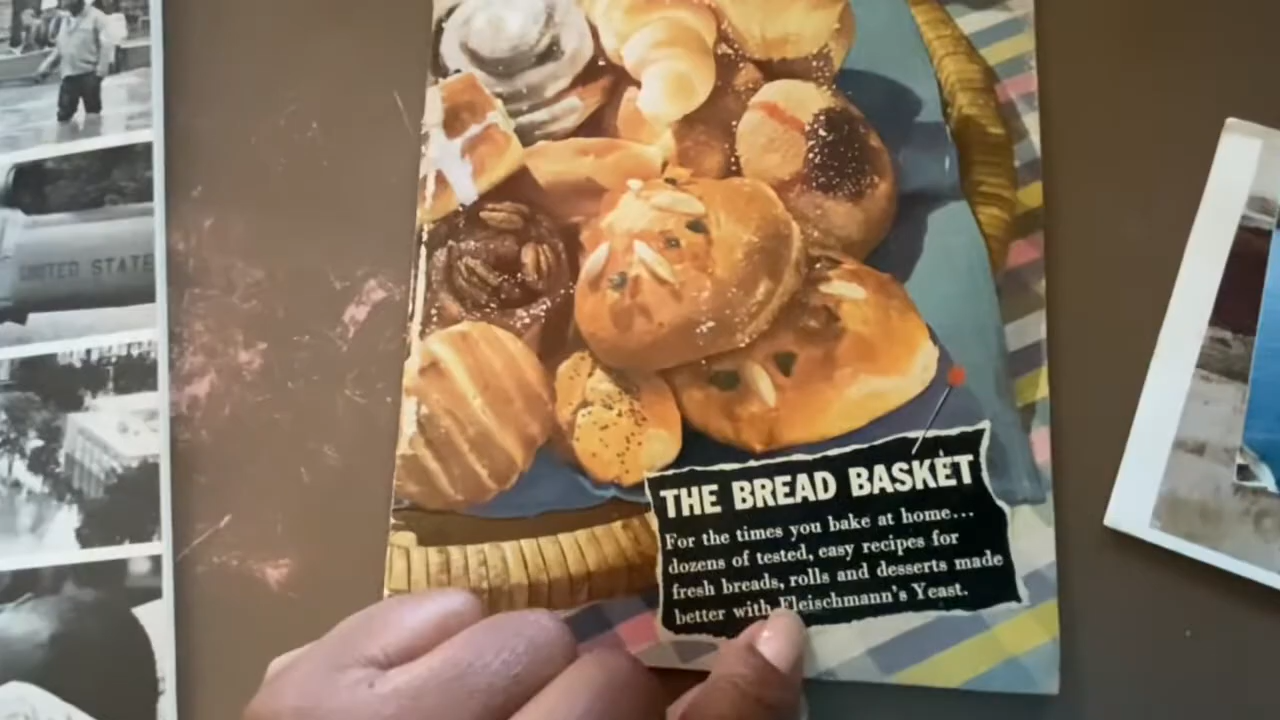 UNITED STATE
THE BREAD BASKET
For the times you bake at home...
dozens of tested, easy recipes for
fresh breads, rolls and desserts made
better with Fleischmann's Yeast.